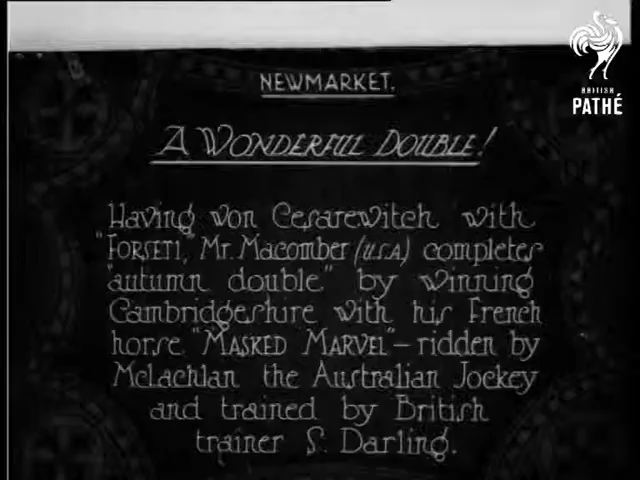 BRITISH
PATHÉ
NEWMARKET.
A WONDERFUL DOUBLE!
Having won Cesarewitch with
"FORSETI," Mr. Macomber (U.S.A) completes
"autumn double" by winning
Cambridgeshire with his French
horse "MASKED MARVEL" – ridden by
Mclachlan the Australian Jockey
and trained by British
trainer S. Darling.